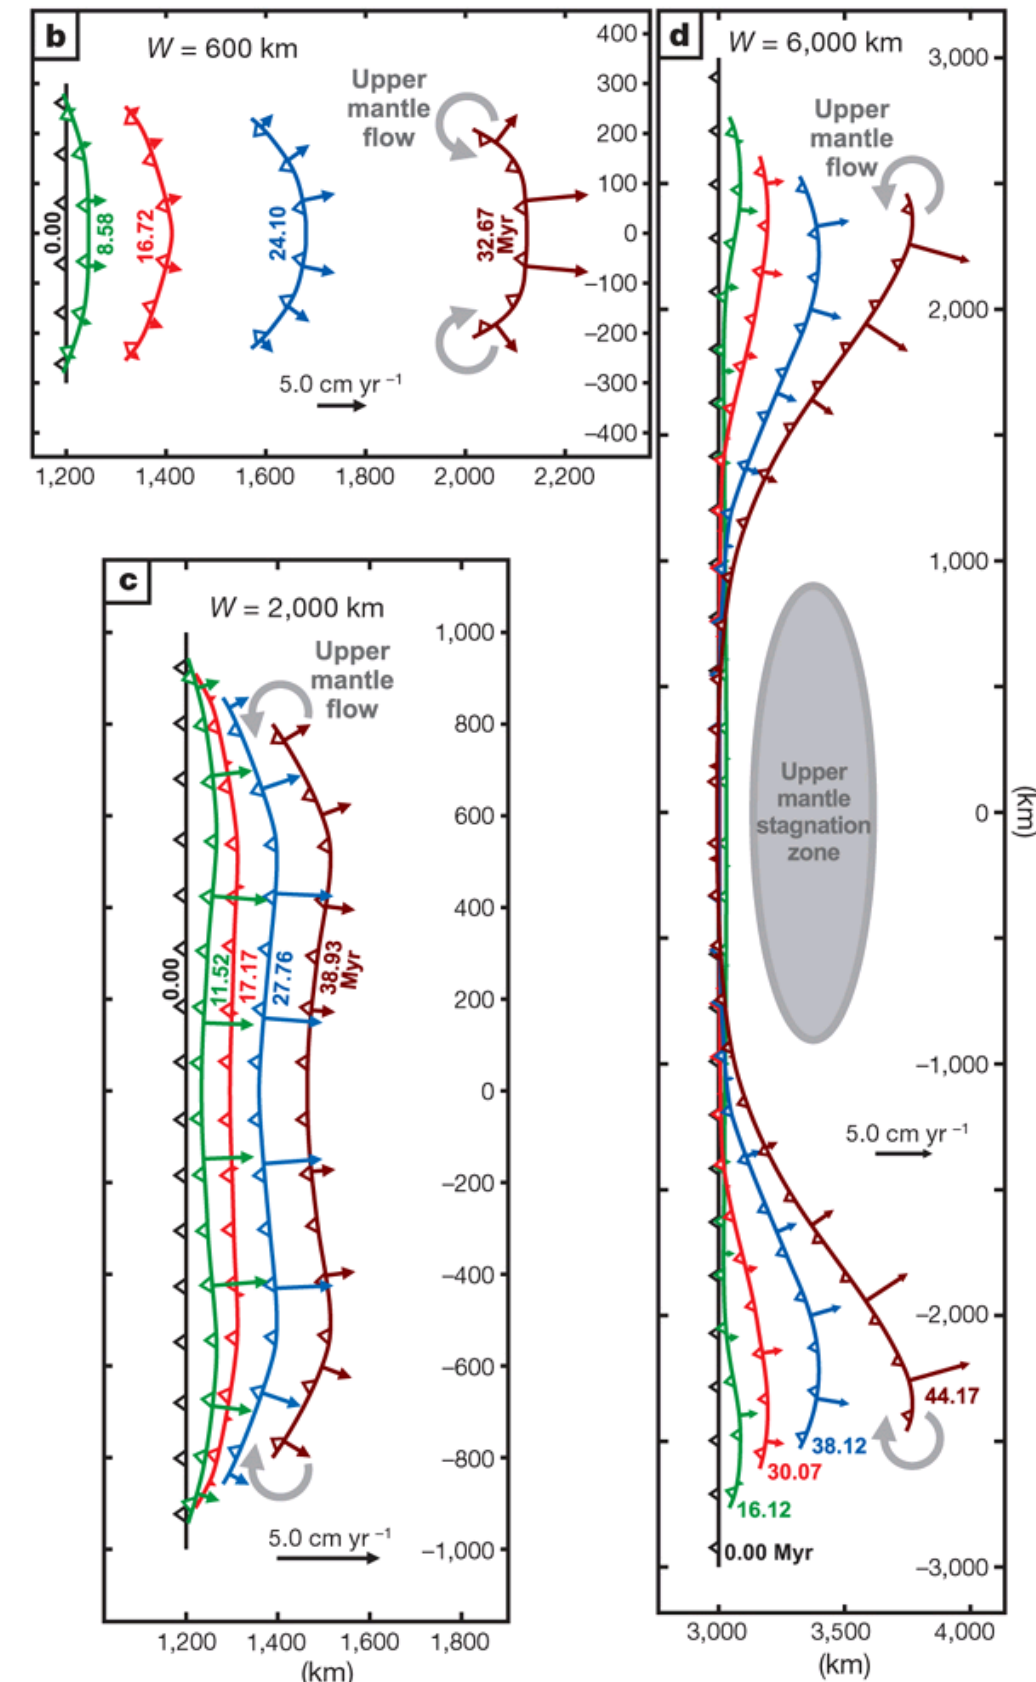 b
W = 600 km
Upper
mantle
flow
0.00
8.58
16.72
24.10
32.67
Myr
5.0 cm yr⁻¹
400
300
200
100
0
−100
−200
−300
−400
1,200
1,400
1,600
1,800
2,000
2,200
c
W = 2,000 km
Upper
mantle
flow
0.00
11.52
17.17
27.76
38.93
Myr
5.0 cm yr⁻¹
1,000
800
600
400
200
0
−200
−400
−600
−800
−1,000
1,200
1,400
1,600
1,800
(km)
d
W = 6,000 km
Upper
mantle
flow
Upper
mantle
stagnation
zone
5.0 cm yr⁻¹
44.17
38.12
30.07
16.12
0.00 Myr
3,000
2,000
1,000
0
−1,000
−2,000
−3,000
(km)
3,000
3,500
4,000
(km)